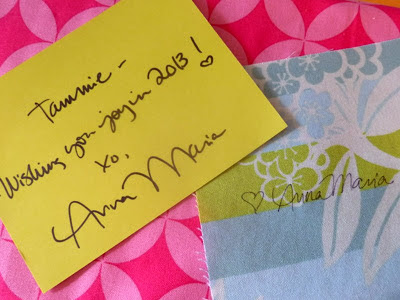 Tammie -
Wishing you joy in 2013!
xo,
Anna Maria
♡ Anna Maria